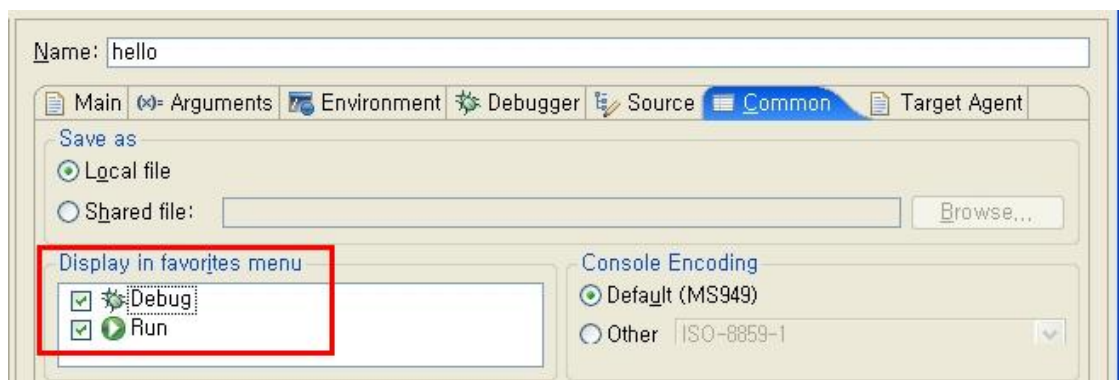 Name: hello
Main (x)= Arguments Environment Debugger Source Common Target Agent
Save as
Local file
Shared file: Browse...
Display in favorites menu
Debug
Run
Console Encoding
Default (MS949)
Other ISO-8859-1